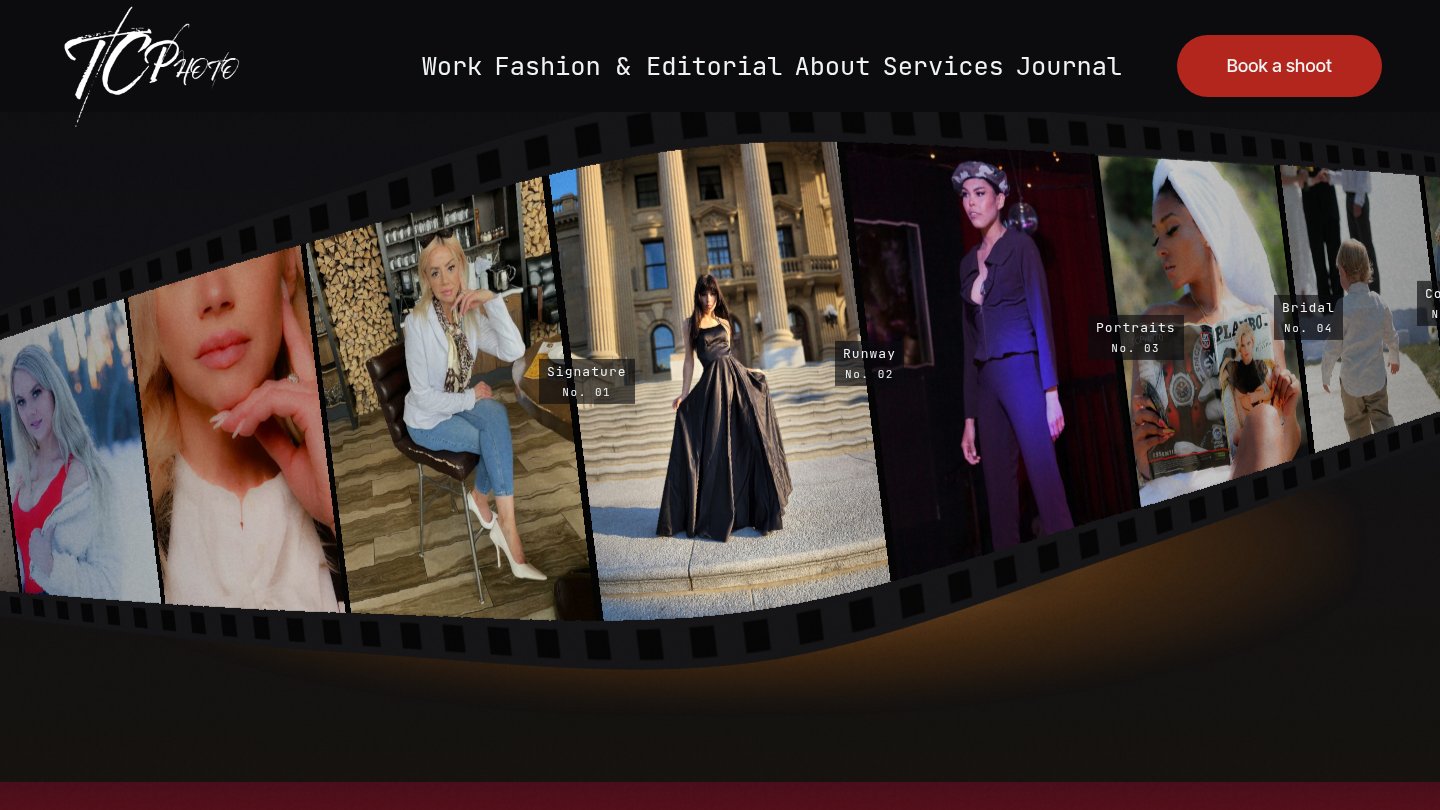 TCPHOTO
Work Fashion & Editorial About Services Journal
Book a shoot
Signature
No. 01
Runway
No. 02
Portraits
No. 03
Bridal
No. 04